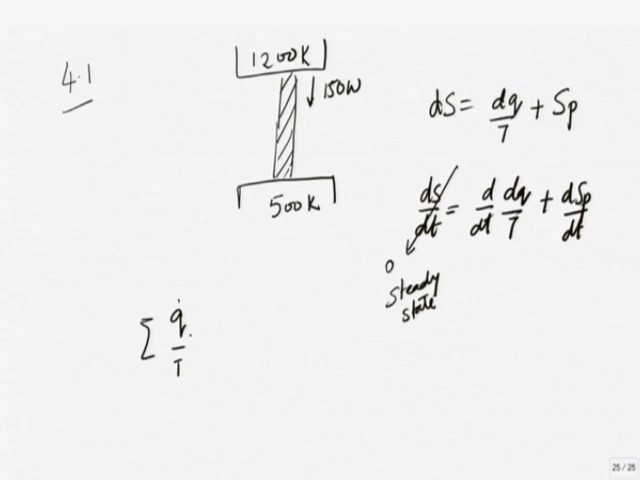 4.1
1200K
↓ 150W
500K
dS = dq/T + Sp
dS/dt = d/dt dq/T + dSp/dt
0
Steady
state
Σ q̇/T
25 / 25